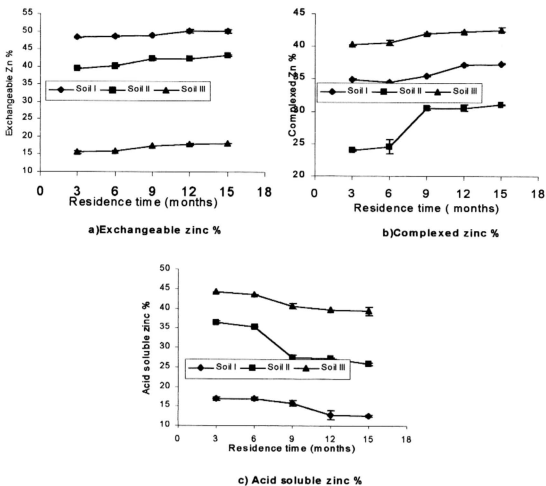 55
50
45
40
35
30
25
20
15
10
Exchangeable Zn %
Soil I Soil II Soil III
0 3 6 9 12 15 18
Residence time (months)
a)Exchangeable zinc %
45
40
35
30
25
20
Complexed Zn %
Soil I Soil II Soil III
0 3 6 9 12 15 18
Residence time ( months)
b)Complexed zinc %
50
45
40
35
30
25
20
15
10
Acid soluble zinc %
Soil I Soil II Soil III
0 3 6 9 12 15 18
Residence time (months)
c) Acid soluble zinc %